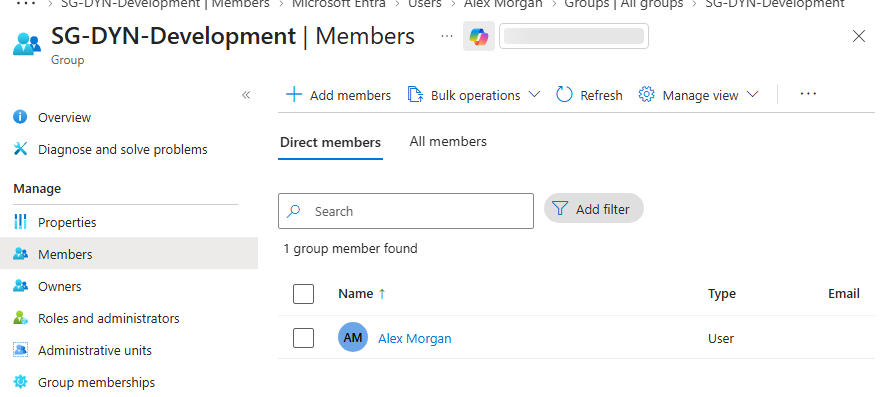 ··· > SG-DYN-Development | Members > Microsoft Entra > Users > Alex Morgan > Groups | All groups > SG-DYN-Development
SG-DYN-Development | Members ···
Group
Overview
Diagnose and solve problems
Manage
Properties
Members
Owners
Roles and administrators
Administrative units
Group memberships
Add members Bulk operations Refresh Manage view ···
Direct members All members
Search Add filter
1 group member found
Name ↑ Type Email
AM Alex Morgan User